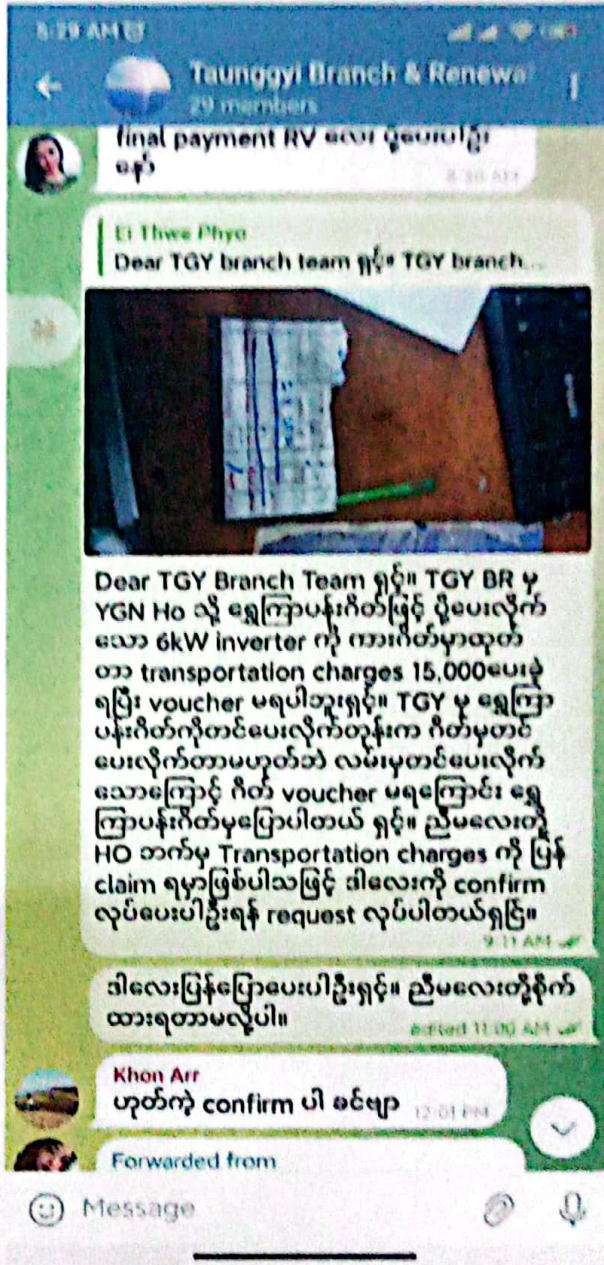 5:29 AM
Taunggyi Branch & Renewa
29 members
final payment RV လေး ပို့ပေးပါဦး
နော်
8:30 AM
Ei Thwe Phyo
Dear TGY branch team ရှင့်။ TGY branch...
Dear TGY Branch Team ရှင့်။ TGY BR မှ
YGN Ho သို့ ရွှေကြာပန်းဂိတ်ဖြင့် ပို့ပေးလိုက်
သော 6kW inverter ကို ကားဂိတ်မှာထုတ်
တာ transportation charges 15,000ပေးခဲ့
ရပြီး voucher မရပါဘူးရှင့်။ TGY မှ ရွှေကြာ
ပန်းဂိတ်ကိုတင်ပေးလိုက်တုန်းက ဂိတ်မှတင်
ပေးလိုက်တာမဟုတ်ဘဲ လမ်းမှတင်ပေးလိုက်
သောကြောင့် ဂိတ် voucher မရကြောင်း ရွှေ
ကြာပန်းဂိတ်မှပြောပါတယ် ရှင့်။ ညီမလေးတို့
HO ဘက်မှ Transportation charges ကို ပြန်
claim ရမှာဖြစ်ပါသဖြင့် ဒါလေးကို confirm
လုပ်ပေးပါဦးရန် request လုပ်ပါတယ်ရှင့်။
9:11 AM
ဒါလေးပြန်ပြောပေးပါဦးရှင့်။ ညီမလေးတို့စိုက်
ထားရတာမလို့ပါ။
edited 11:00 AM
Khon Arr
ဟုတ်ကဲ့ confirm ပါ ခင်ဗျာ 12:01 PM
Forwarded from
Message